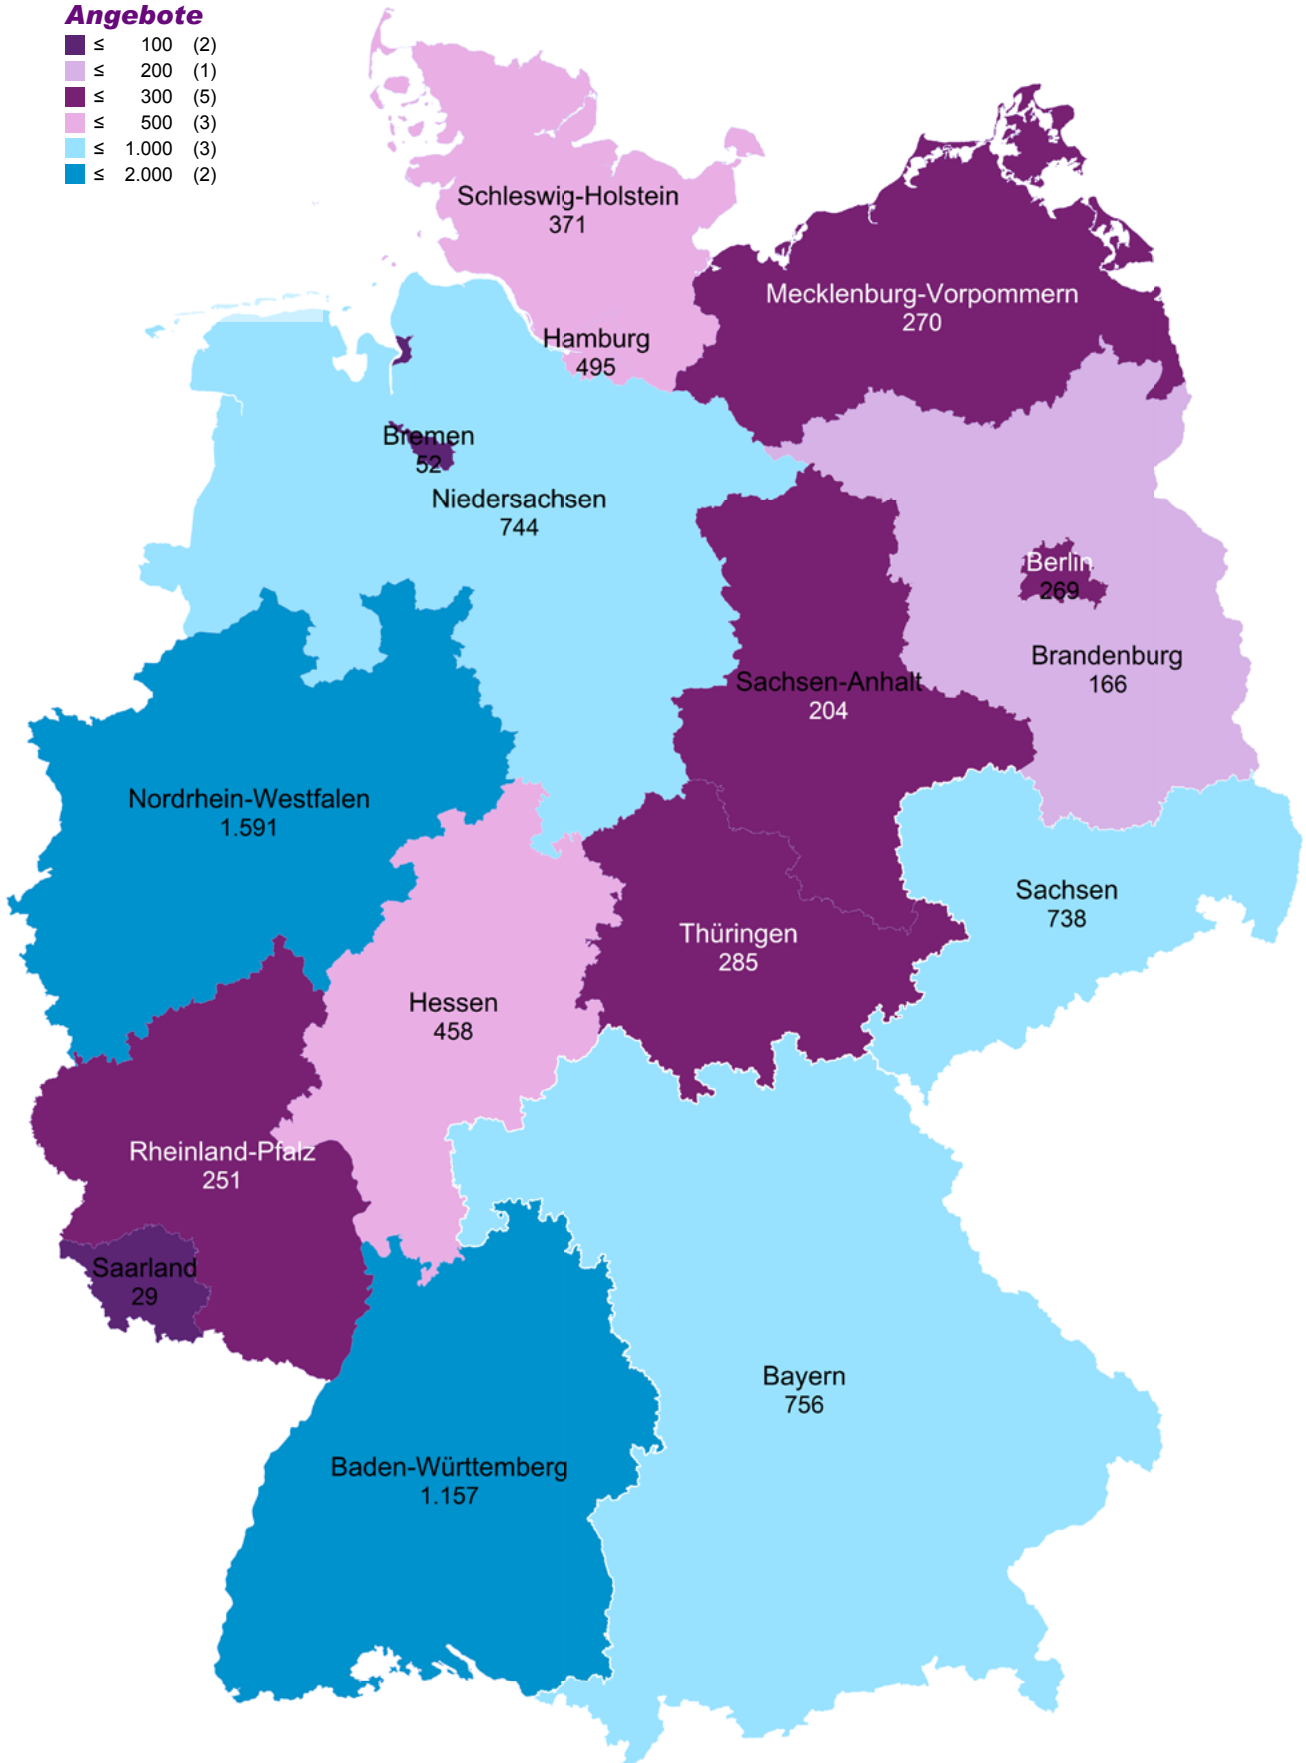 Angebote
≤ 100 (2)
≤ 200 (1)
≤ 300 (5)
≤ 500 (3)
≤ 1.000 (3)
≤ 2.000 (2)
Schleswig-Holstein
371
Mecklenburg-Vorpommern
270
Hamburg
495
Bremen
52
Niedersachsen
744
Berlin
269
Brandenburg
166
Sachsen-Anhalt
204
Nordrhein-Westfalen
1.591
Sachsen
738
Thüringen
285
Hessen
458
Rheinland-Pfalz
251
Saarland
29
Bayern
756
Baden-Württemberg
1.157